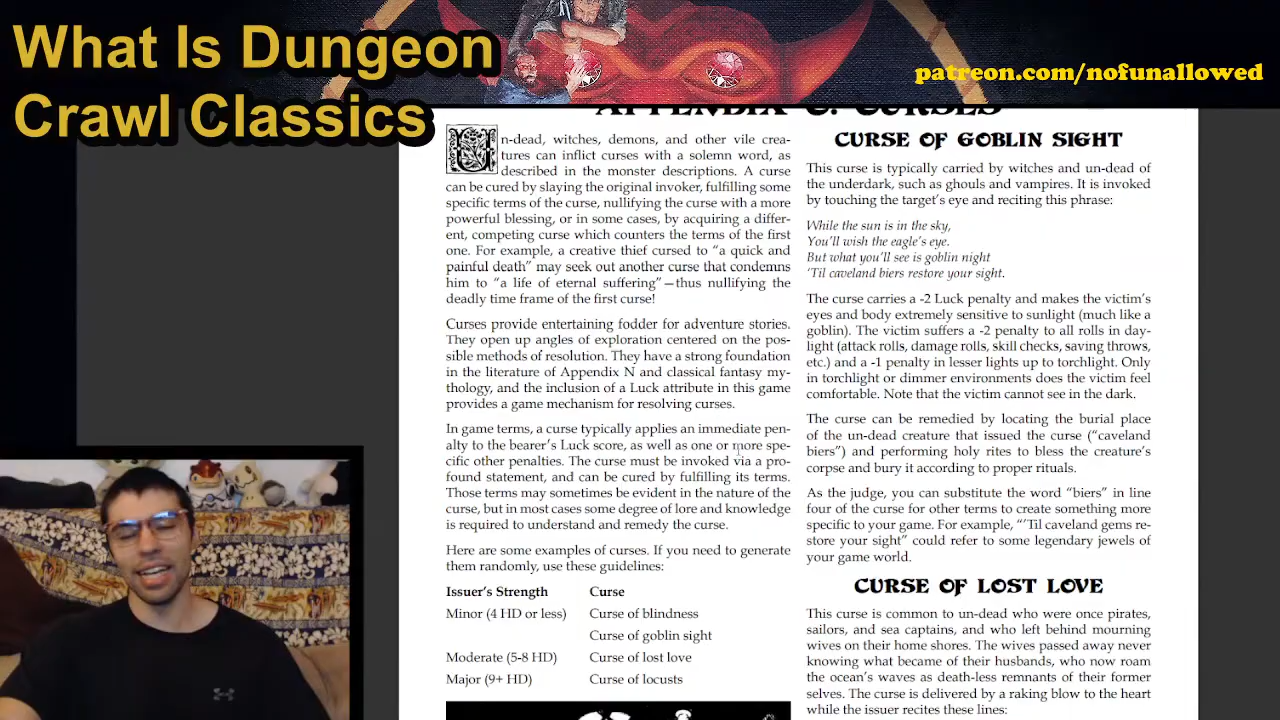 What Is Dungeon
Crawl Classics
patreon.com/nofunallowed
APPENDIX C: CURSES
Un-dead, witches, demons, and other vile crea-
tures can inflict curses with a solemn word, as
described in the monster descriptions. A curse
can be cured by slaying the original invoker, fulfilling some
specific terms of the curse, nullifying the curse with a more
powerful blessing, or in some cases, by acquiring a differ-
ent, competing curse which counters the terms of the first
one. For example, a creative thief cursed to “a quick and
painful death” may seek out another curse that condemns
him to “a life of eternal suffering”—thus nullifying the
deadly time frame of the first curse!
Curses provide entertaining fodder for adventure stories.
They open up angles of exploration centered on the pos-
sible methods of resolution. They have a strong foundation
in the literature of Appendix N and classical fantasy my-
thology, and the inclusion of a Luck attribute in this game
provides a game mechanism for resolving curses.
In game terms, a curse typically applies an immediate pen-
alty to the bearer’s Luck score, as well as one or more spe-
cific other penalties. The curse must be invoked via a pro-
found statement, and can be cured by fulfilling its terms.
Those terms may sometimes be evident in the nature of the
curse, but in most cases some degree of lore and knowledge
is required to understand and remedy the curse.
Here are some examples of curses. If you need to generate
them randomly, use these guidelines:
Issuer’s Strength Curse
Minor (4 HD or less) Curse of blindness
Curse of goblin sight
Moderate (5-8 HD) Curse of lost love
Major (9+ HD) Curse of locusts
CURSE OF GOBLIN SIGHT
This curse is typically carried by witches and un-dead of
the underdark, such as ghouls and vampires. It is invoked
by touching the target’s eye and reciting this phrase:
While the sun is in the sky,
You’ll wish the eagle’s eye.
But what you’ll see is goblin night
‘Til caveland biers restore your sight.
The curse carries a -2 Luck penalty and makes the victim’s
eyes and body extremely sensitive to sunlight (much like a
goblin). The victim suffers a -2 penalty to all rolls in day-
light (attack rolls, damage rolls, skill checks, saving throws,
etc.) and a -1 penalty in lesser lights up to torchlight. Only
in torchlight or dimmer environments does the victim feel
comfortable. Note that the victim cannot see in the dark.
The curse can be remedied by locating the burial place
of the un-dead creature that issued the curse (“caveland
biers”) and performing holy rites to bless the creature’s
corpse and bury it according to proper rituals.
As the judge, you can substitute the word “biers” in line
four of the curse for other terms to create something more
specific to your game. For example, “‘Til caveland gems re-
store your sight” could refer to some legendary jewels of
your game world.
CURSE OF LOST LOVE
This curse is common to un-dead who were once pirates,
sailors, and sea captains, and who left behind mourning
wives on their home shores. The wives passed away never
knowing what became of their husbands, who now roam
the ocean’s waves as death-less remnants of their former
selves. The curse is delivered by a raking blow to the heart
while the issuer recites these lines: